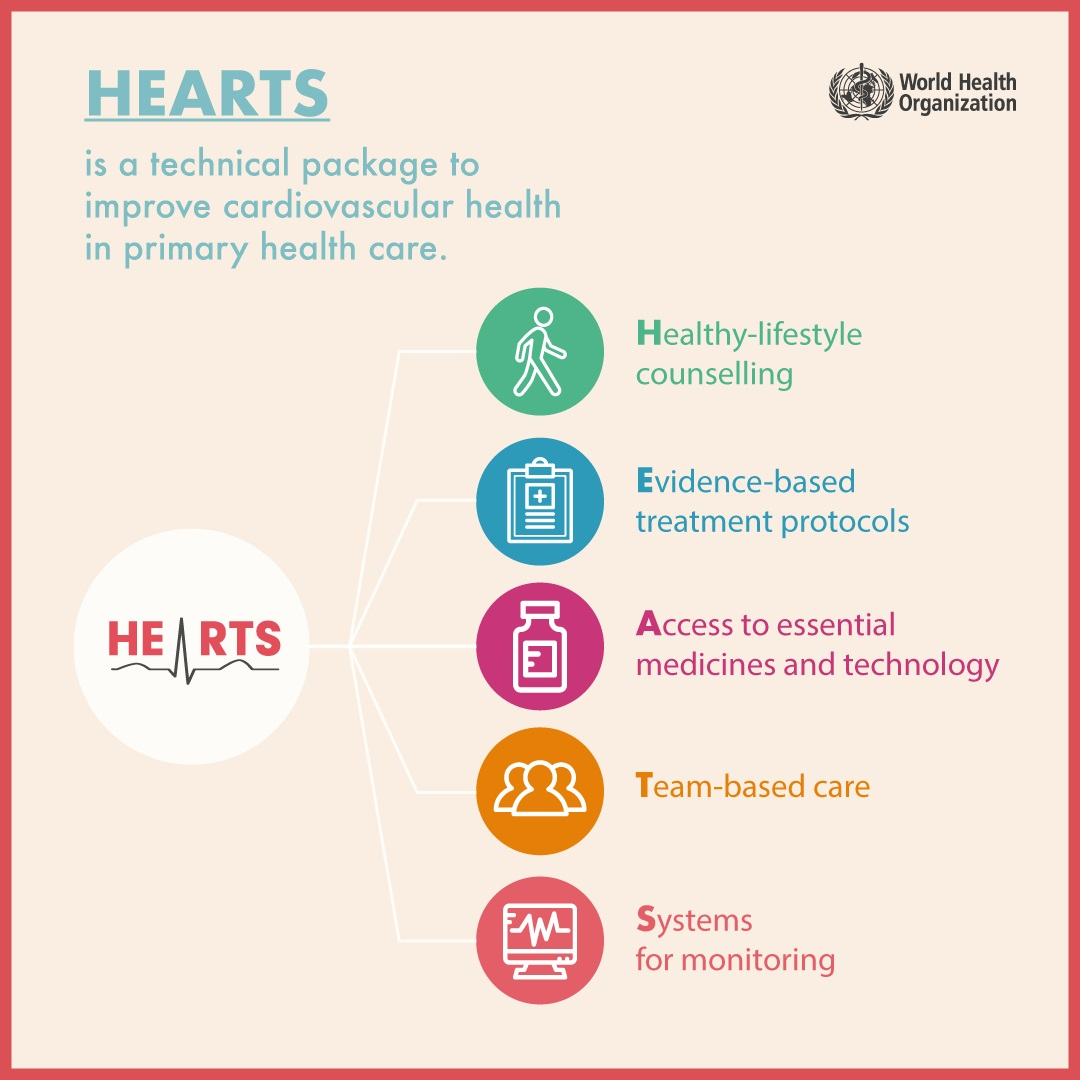 HEARTS
World Health
Organization
is a technical package to
improve cardiovascular health
in primary health care.
Healthy-lifestyle
counselling
Evidence-based
treatment protocols
HEARTS
Access to essential
medicines and technology
Team-based care
Systems
for monitoring